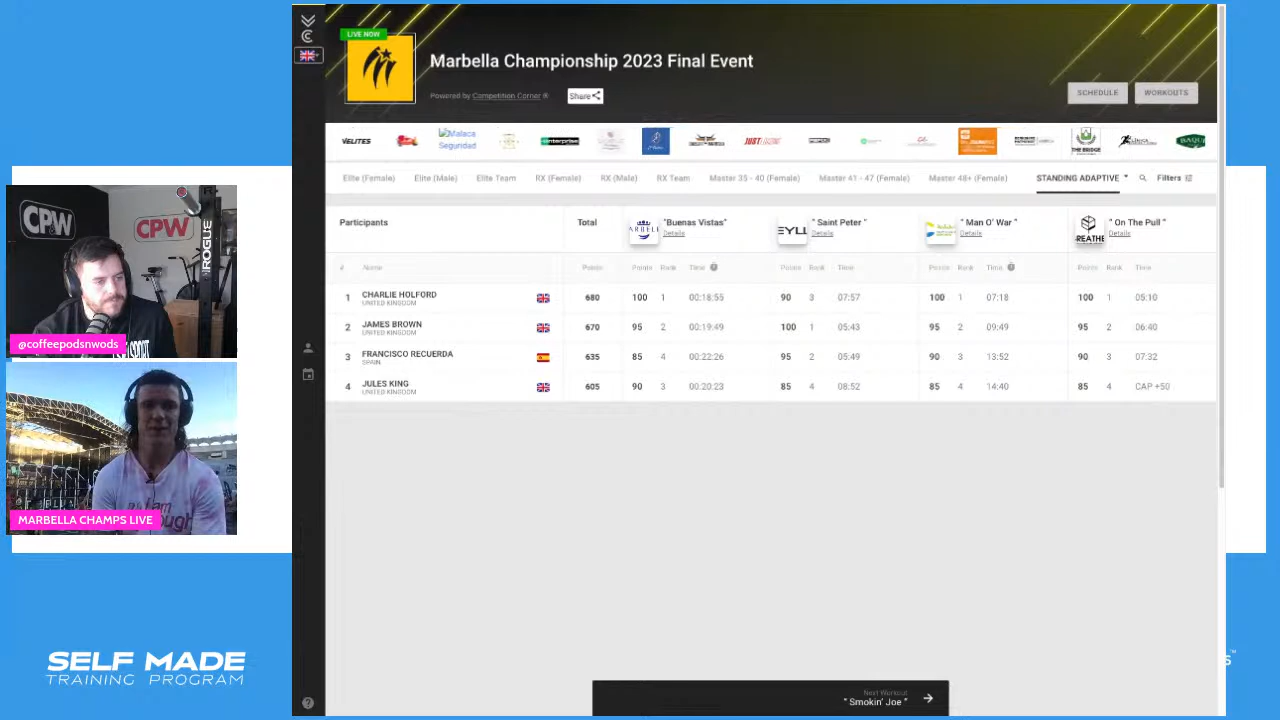 LIVE NOW
Marbella Championship 2023 Final Event
Powered by Competition Corner ®
Share
SCHEDULE
WORKOUTS
VELITES
Malaca
Seguridad
enterprise
THE BRIDGE
BAQUE
Elite (Female)
Elite (Male)
Elite Team
RX (Female)
RX (Male)
RX Team
Master 35 - 40 (Female)
Master 41 - 47 (Female)
Master 48+ (Female)
STANDING ADAPTIVE
Filters
Participants
Total
"Buenas Vistas"
Details
" Saint Peter "
Details
" Man O' War "
Details
" On The Pull "
Details
ARBELL
EYLL
REATHE
# Name Points Points Rank Time Points Rank Time Points Rank Time Points Rank Time
1 CHARLIE HOLFORD 680 100 1 00:18:55 90 3 07:57 100 1 07:18 100 1 05:10
UNITED KINGDOM
2 JAMES BROWN 670 95 2 00:19:49 100 1 05:43 95 2 09:49 95 2 06:40
UNITED KINGDOM
3 FRANCISCO RECUERDA 635 85 4 00:22:26 95 2 05:49 90 3 13:52 90 3 07:32
SPAIN
4 JULES KING 605 90 3 00:20:23 85 4 08:52 85 4 14:40 85 4 CAP +50
UNITED KINGDOM
Next Workout
" Smokin' Joe "
CP&W
CPW
ROGUE
@coffeepodsnwods
I am
MARBELLA CHAMPS LIVE
SELF MADE
TRAINING PROGRAM